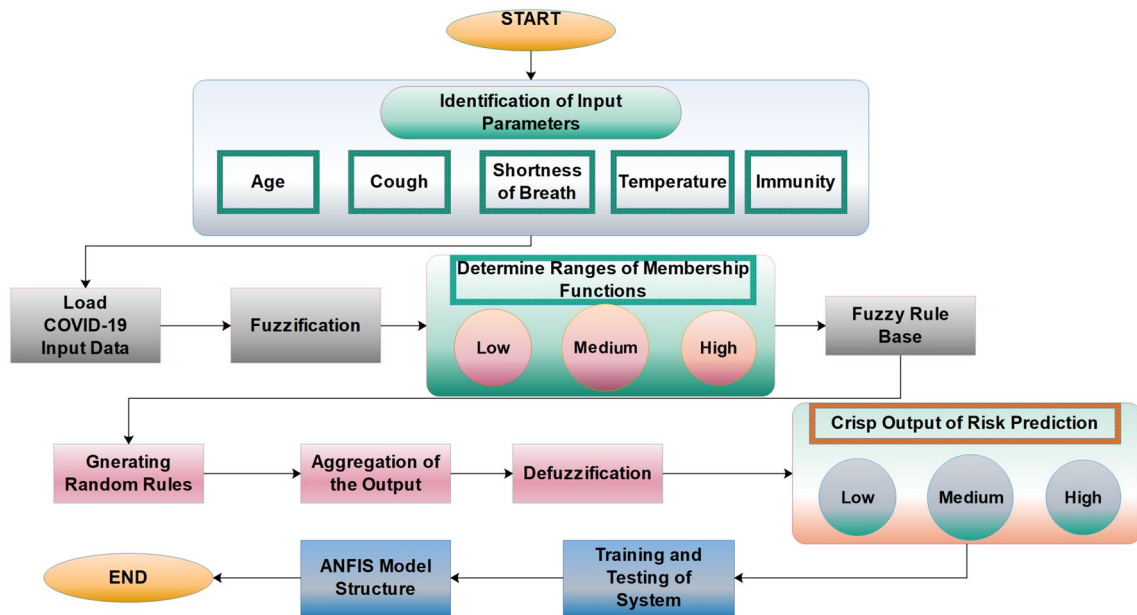 START
Identification of Input
Parameters
Age
Cough
Shortness
of Breath
Temperature
Immunity
Load
COVID-19
Input Data
Fuzzification
Determine Ranges of Membership
Functions
Low
Medium
High
Fuzzy Rule
Base
Gnerating
Random Rules
Aggregation of
the Output
Defuzzification
Crisp Output of Risk Prediction
Low
Medium
High
Training and
Testing of
System
ANFIS Model
Structure
END